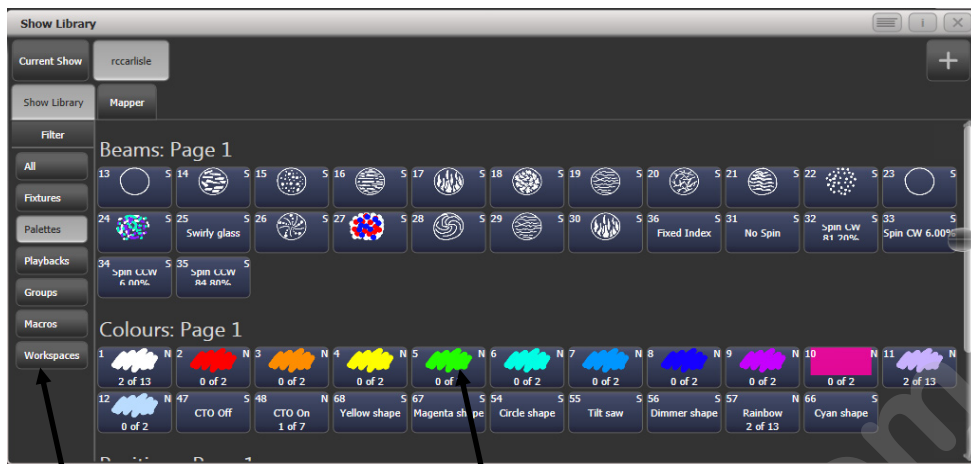 Show Library
Current Show rccarlisle
Show Library Mapper
Filter
All
Fixtures
Palettes
Playbacks
Groups
Macros
Workspaces
Beams: Page 1
13 S 14 S 15 S 16 S 17 S 18 S 19 S 20 S 21 S 22 S 23 S
24 S 25 S 26 S 27 S 28 S 29 S 30 S 36 S 31 S 32 S 33 S
Swirly glass Fixed Index No Spin Spin CW 81.20% Spin CW 6.00%
34 S 35 S
Spin CCW 6.00% Spin CCW 84.80%
Colours: Page 1
1 N 2 N 3 N 4 N 5 N 6 N 7 N 8 N 9 N 10 N 11 N
2 of 13 0 of 2 0 of 2 0 of 2 0 of 0 of 2 0 of 2 0 of 2 0 of 2 0 of 2 2 of 13
12 N 47 S 48 N 68 S 67 S 54 S 55 S 56 S 57 N 66 S
0 of 2 CTO Off CTO On Yellow shape Magenta shape Circle shape Tilt saw Dimmer shape Rainbow Cyan shape
1 of 7 2 of 13